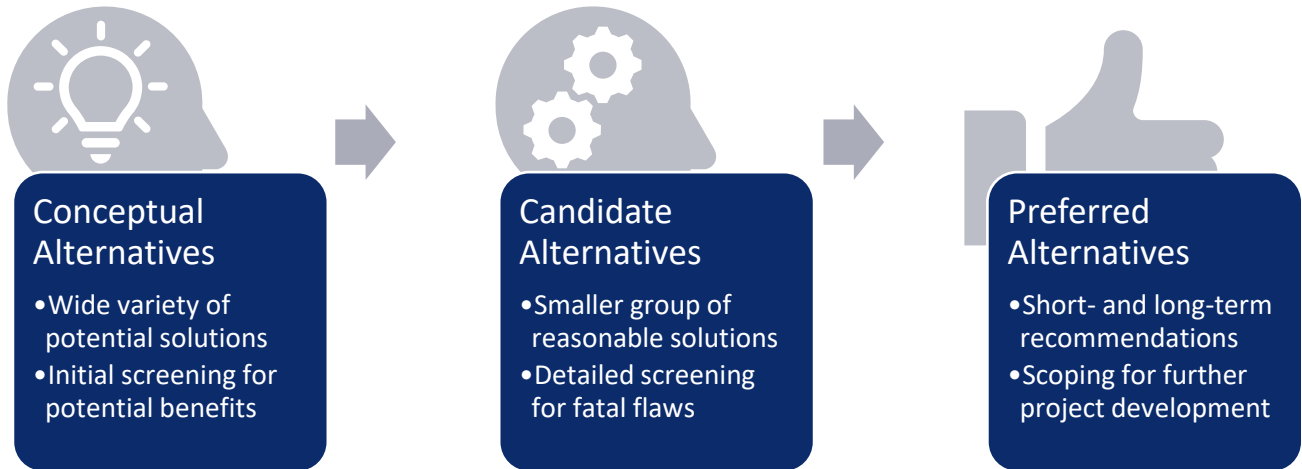 Conceptual
Alternatives
•Wide variety of
potential solutions
•Initial screening for
potential benefits
Candidate
Alternatives
•Smaller group of
reasonable solutions
•Detailed screening
for fatal flaws
Preferred
Alternatives
•Short- and long-term
recommendations
•Scoping for further
project development